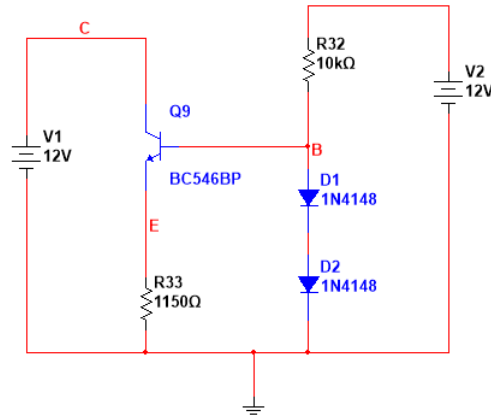 C
R32
10kΩ
V2
12V
Q9
V1
12V
B
BC546BP
D1
1N4148
E
D2
1N4148
R33
1150Ω